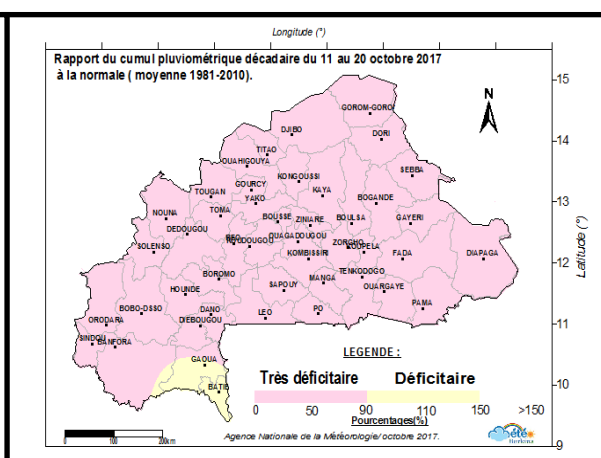 Longitude (°)
Rapport du cumul pluviométrique décadaire du 11 au 20 octobre 2017
à la normale ( moyenne 1981-2010).
N
15
GOROM-GOROM
DJIBO
DORI
14
TITAO
OUAHIGOUYA
SEBBA
KONGOUSSI
GOURCY
KAYA
TOUGAN
YAKO
BOGANDE
13
NOUNA
TOMA
BOUSSE
ZINIARE
BOULSA
GAYERI
DEDOUGOU
REO
KOUDOUGOU
OUAGADOUGOU
ZORGHO
KOUPELA
SOLENSO
KOMBISSIRI
FADA
DIAPAGA
12
Latitude (°)
BOROMO
TENKODOGO
MANGA
HOUNDE
SAPOUY
OUARGAYE
BOBO-DSSO
DANO
PAMA
ORODARA
DIEBOUGOU
LEO
PO
11
SINDOU
BANFORA
GAOUA
LEGENDE :
BATIE
Très déficitaire
Déficitaire
10
0 50 90 110 150 >150
Pourcentages(%)
0 100 200km
Agence Nationale de la Météorologie/ octobre 2017.
météo
Burkina
9